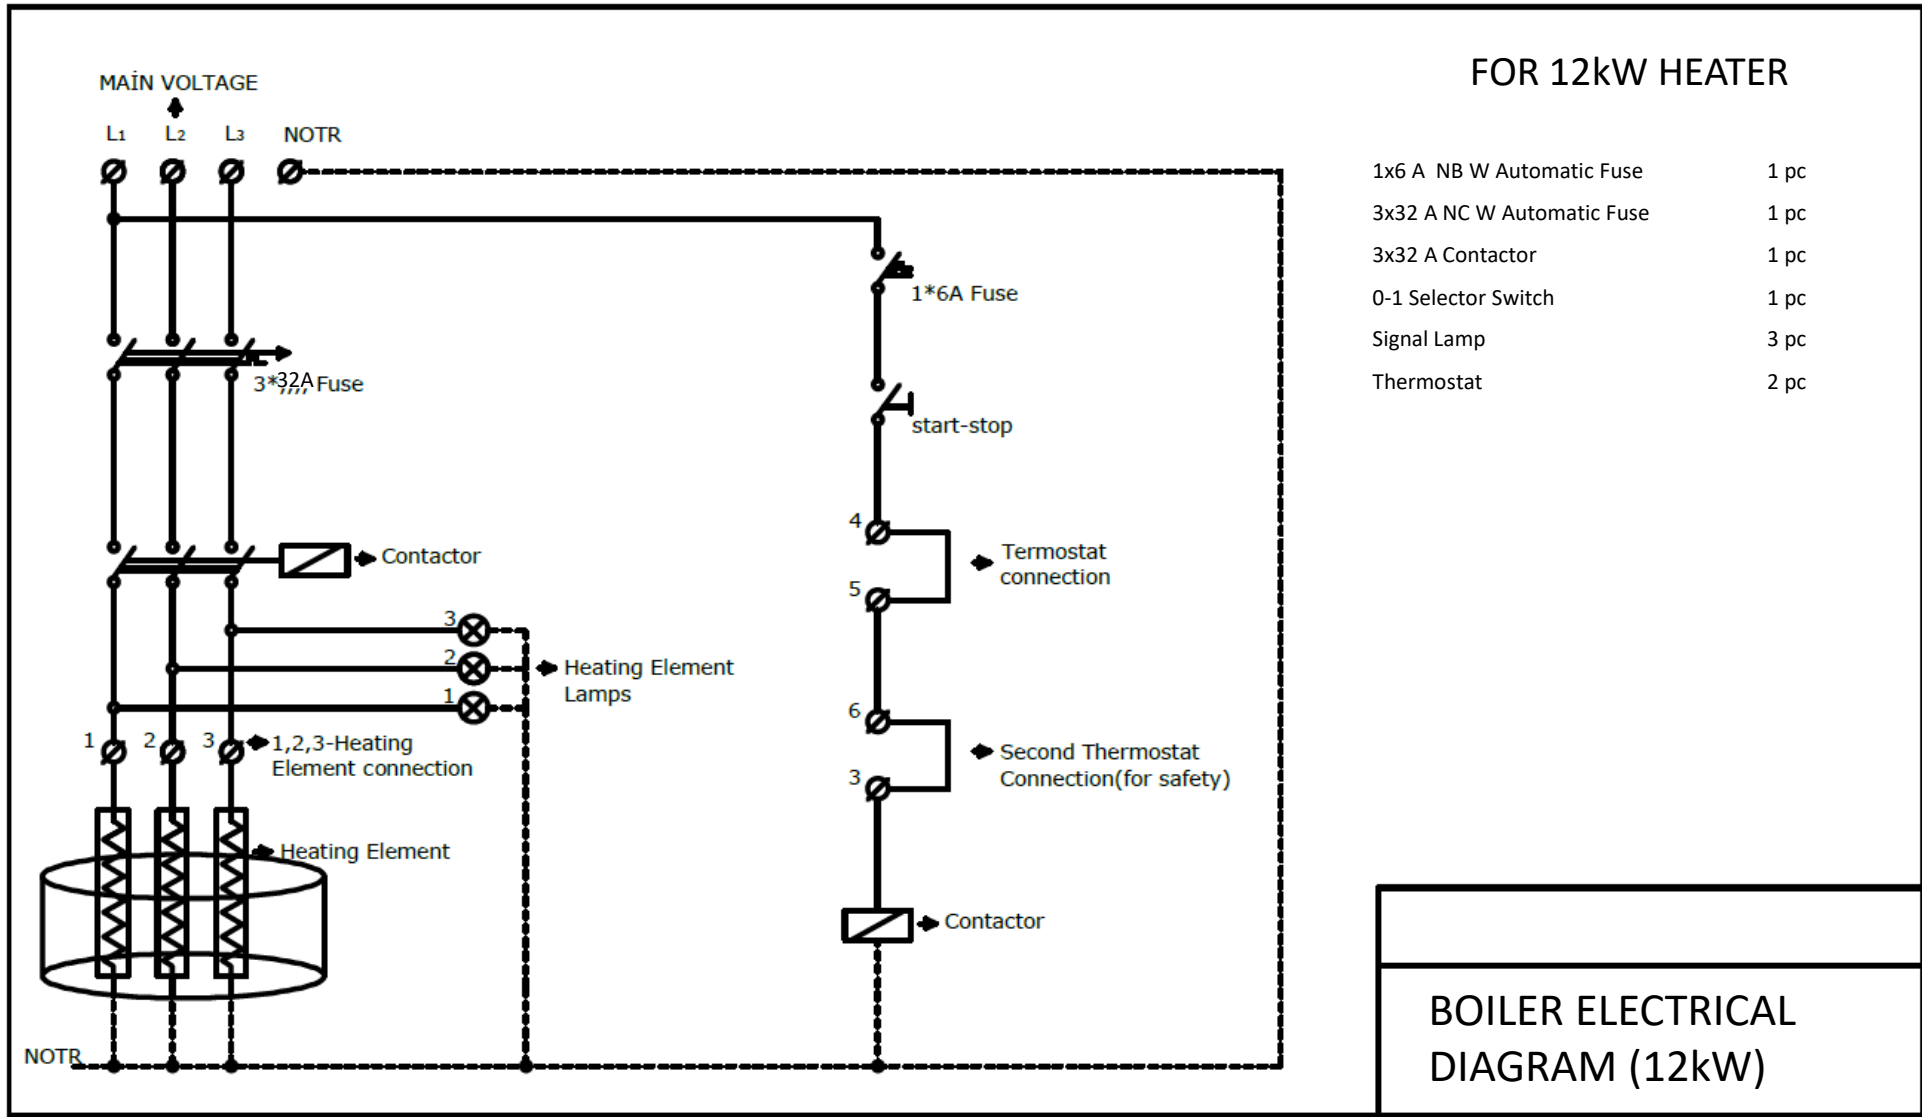 MAİN VOLTAGE
L1 L2 L3 NOTR
FOR 12kW HEATER
1x6 A NB W Automatic Fuse 1 pc
3x32 A NC W Automatic Fuse 1 pc
3x32 A Contactor 1 pc
0-1 Selector Switch 1 pc
Signal Lamp 3 pc
Thermostat 2 pc
1*6A Fuse
3*32A Fuse
start-stop
4
Termostat
connection
5
Contactor
3
2
1
Heating Element
Lamps
1 2 3
1,2,3-Heating
Element connection
6
Second Thermostat
Connection(for safety)
3
Heating Element
Contactor
NOTR
BOILER ELECTRICAL
DIAGRAM (12kW)